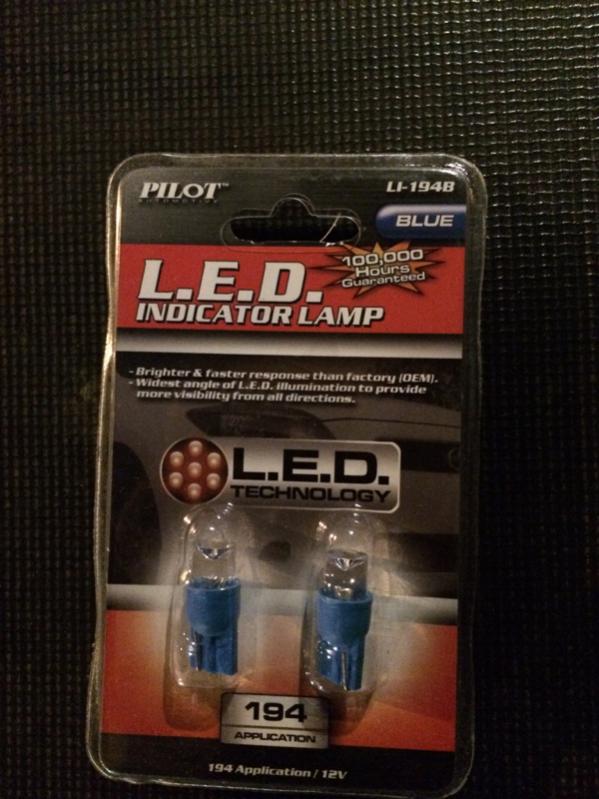 PILOT™
AUTOMOTIVE
LI-194B
BLUE
100,000
Hours
Guaranteed
L.E.D.
INDICATOR LAMP
- Brighter & faster response than factory (OEM).
- Widest angle of L.E.D. illumination to provide
more visibility from all directions.
L.E.D.
TECHNOLOGY
194
APPLICATION
194 Application / 12V